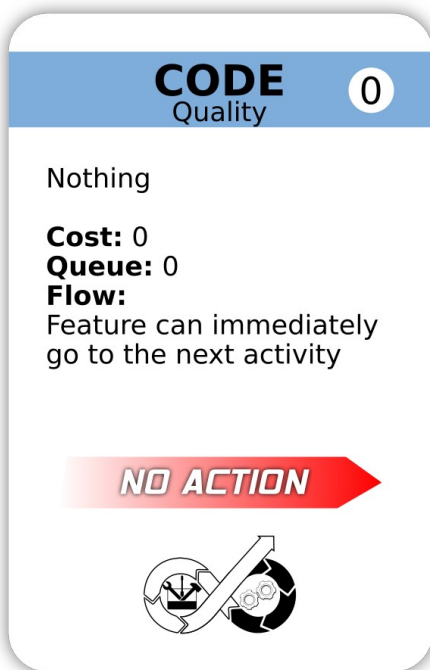 CODE
Quality
0
Nothing
Cost: 0
Queue: 0
Flow:
Feature can immediately
go to the next activity
NO ACTION